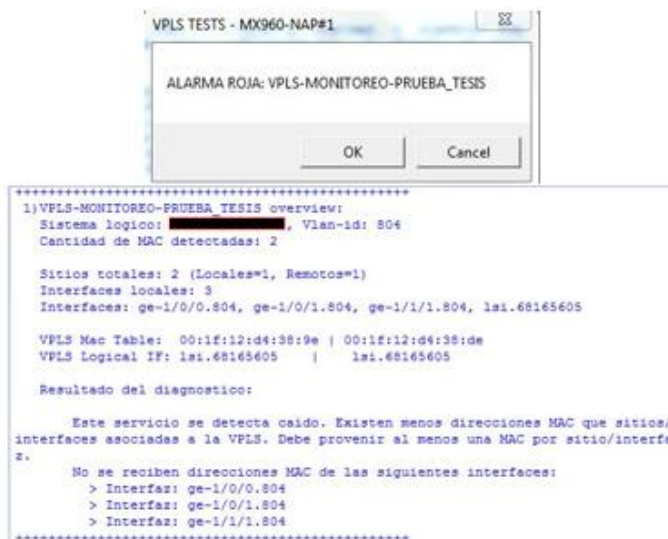 VPLS TESTS - MX960-NAP#1
ALARMA ROJA: VPLS-MONITOREO-PRUEBA_TESIS
OK
Cancel
++++++++++++++++++++++++++++++++++++++++++++++++
1)VPLS-MONITOREO-PRUEBA_TESIS overview:
Sistema logico: , Vlan-id: 804
Cantidad de MAC detectadas: 2
Sitios totales: 2 (Locales=1, Remotos=1)
Interfaces locales: 3
Interfaces: ge-1/0/0.804, ge-1/0/1.804, ge-1/1/1.804, lsi.68165605
VPLS Mac Table: 00:1f:12:d4:38:9e | 00:1f:12:d4:38:de
VPLS Logical IF: lsi.68165605 | lsi.68165605
Resultado del diagnostico:
Este servicio se detecta caido. Existen menos direcciones MAC que sitios/
interfaces asociadas a la VPLS. Debe provenir al menos una MAC por sitio/interfa
z.
No se reciben direcciones MAC de las siguientes interfaces:
> Interfaz: ge-1/0/0.804
> Interfaz: ge-1/0/1.804
> Interfaz: ge-1/1/1.804
++++++++++++++++++++++++++++++++++++++++++++++++